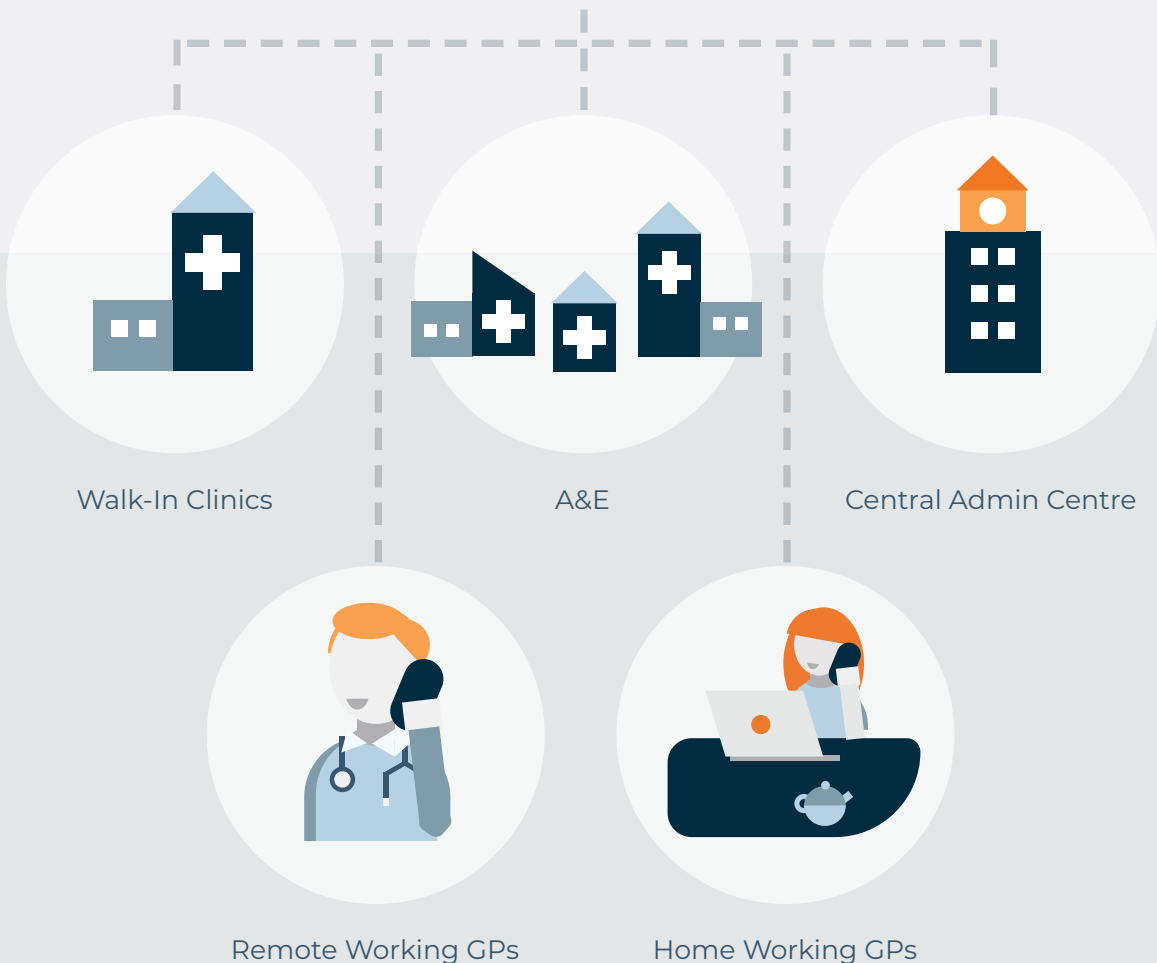 Walk-In Clinics
A&E
Central Admin Centre
Remote Working GPs
Home Working GPs